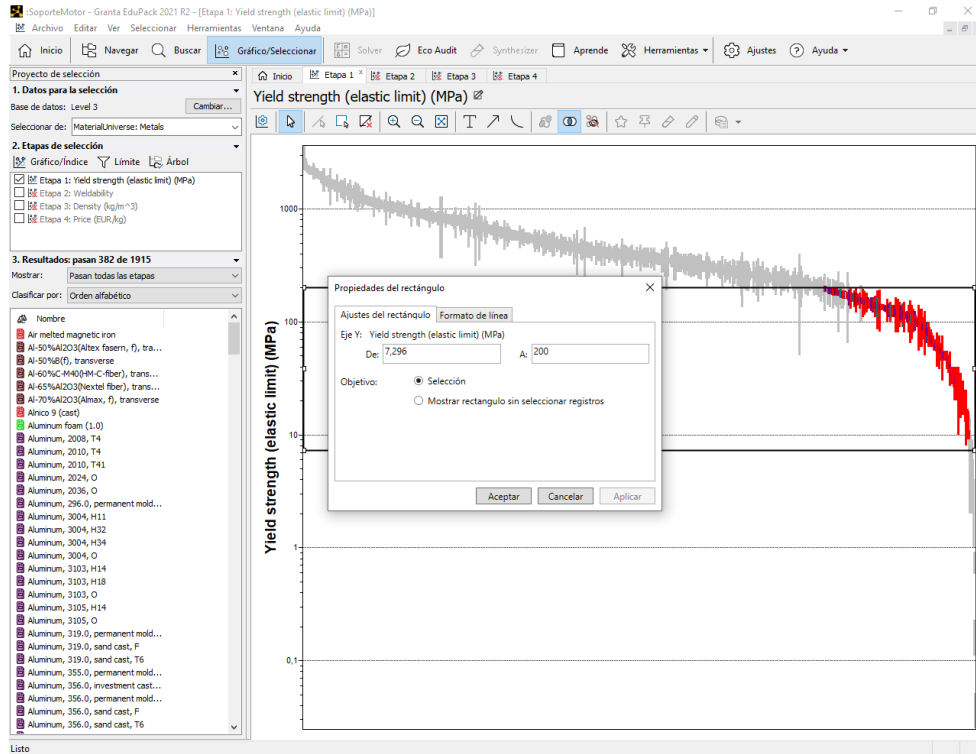 :SoporteMotor - Granta EduPack 2021 R2 - [Etapa 1: Yield strength (elastic limit) (MPa)]
Archivo Editar Ver Seleccionar Herramientas Ventana Ayuda
Inicio Navegar Buscar Gráfico/Seleccionar Solver Eco Audit Synthesizer Aprende Herramientas Ajustes Ayuda
Proyecto de selección
1. Datos para la selección
Base de datos: Level 3 Cambiar...
Seleccionar de: MaterialUniverse: Metals
2. Etapas de selección
Gráfico/Índice Límite Árbol
Etapa 1: Yield strength (elastic limit) (MPa)
Etapa 2: Weldability
Etapa 3: Density (kg/m^3)
Etapa 4: Price (EUR/kg)
3. Resultados: pasan 382 de 1915
Mostrar: Pasan todas las etapas
Clasificar por: Orden alfabético
Nombre
Air melted magnetic iron
Al-50%Al2O3(Altex fasern, f), tra...
Al-50%B(f), transverse
Al-60%C-M40(HM-C-fiber), trans...
Al-65%Al2O3(Nextel fiber), trans...
Al-70%Al2O3(Almax, f), transverse
Alnico 9 (cast)
Aluminum foam (1.0)
Aluminum, 2008, T4
Aluminum, 2010, T4
Aluminum, 2010, T41
Aluminum, 2024, O
Aluminum, 2036, O
Aluminum, 296.0, permanent mold...
Aluminum, 3004, H11
Aluminum, 3004, H32
Aluminum, 3004, H34
Aluminum, 3004, O
Aluminum, 3103, H14
Aluminum, 3103, H18
Aluminum, 3103, O
Aluminum, 3105, H14
Aluminum, 3105, O
Aluminum, 319.0, permanent mold...
Aluminum, 319.0, sand cast, F
Aluminum, 319.0, sand cast, T6
Aluminum, 355.0, permanent mold...
Aluminum, 356.0, investment cast...
Aluminum, 356.0, permanent mold...
Aluminum, 356.0, sand cast, F
Aluminum, 356.0, sand cast, T6
Listo
Inicio Etapa 1 Etapa 2 Etapa 3 Etapa 4
Yield strength (elastic limit) (MPa)
Yield strength (elastic limit) (MPa)
1000
100
10
1
0,1
Propiedades del rectángulo
Ajustes del rectángulo Formato de línea
Eje Y: Yield strength (elastic limit) (MPa)
De: 7,296 A: 200
Objetivo: Selección
Mostrar rectangulo sin seleccionar registros
Aceptar Cancelar Aplicar